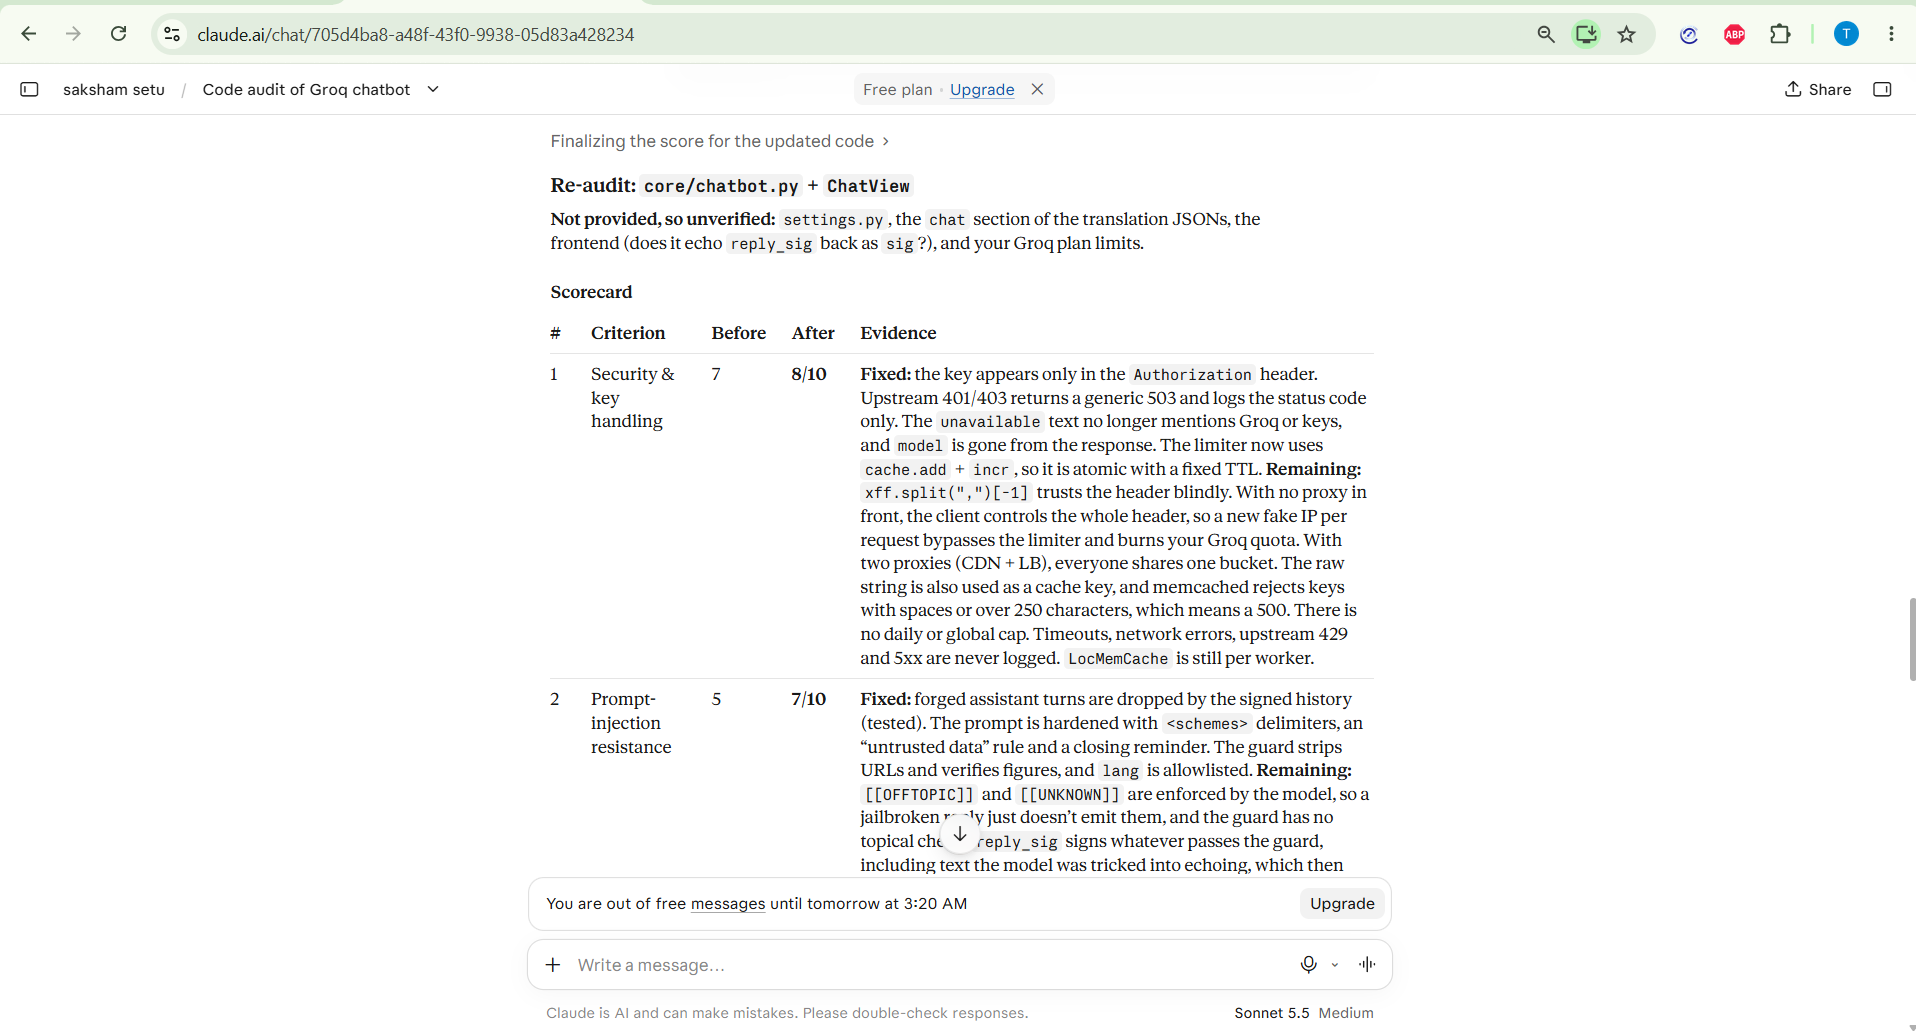 claude.ai/chat/705d4ba8-a48f-43f0-9938-05d83a428234
ABP
T
saksham setu / Code audit of Groq chatbot
Free plan · Upgrade
Share
Finalizing the score for the updated code
Re-audit: core/chatbot.py + ChatView
Not provided, so unverified: settings.py, the chat section of the translation JSONs, the
frontend (does it echo reply_sig back as sig?), and your Groq plan limits.
Scorecard
# Criterion Before After Evidence
1 Security & key handling 7 8/10
Fixed: the key appears only in the Authorization header.
Upstream 401/403 returns a generic 503 and logs the status code
only. The unavailable text no longer mentions Groq or keys,
and model is gone from the response. The limiter now uses
cache.add + incr, so it is atomic with a fixed TTL. Remaining:
xff.split(",")[-1] trusts the header blindly. With no proxy in
front, the client controls the whole header, so a new fake IP per
request bypasses the limiter and burns your Groq quota. With
two proxies (CDN + LB), everyone shares one bucket. The raw
string is also used as a cache key, and memcached rejects keys
with spaces or over 250 characters, which means a 500. There is
no daily or global cap. Timeouts, network errors, upstream 429
and 5xx are never logged. LocMemCache is still per worker.
2 Prompt-injection resistance 5 7/10
Fixed: forged assistant turns are dropped by the signed history
(tested). The prompt is hardened with <schemes> delimiters, an
“untrusted data” rule and a closing reminder. The guard strips
URLs and verifies figures, and lang is allowlisted. Remaining:
[[OFFTOPIC]] and [[UNKNOWN]] are enforced by the model, so a
jailbroken just doesn’t emit them, and the guard has no
topical reply_sig signs whatever passes the guard,
including text the model was tricked into echoing, which then
You are out of free messages until tomorrow at 3:20 AM
Upgrade
Write a message…
Claude is AI and can make mistakes. Please double-check responses.
Sonnet 5.5 Medium